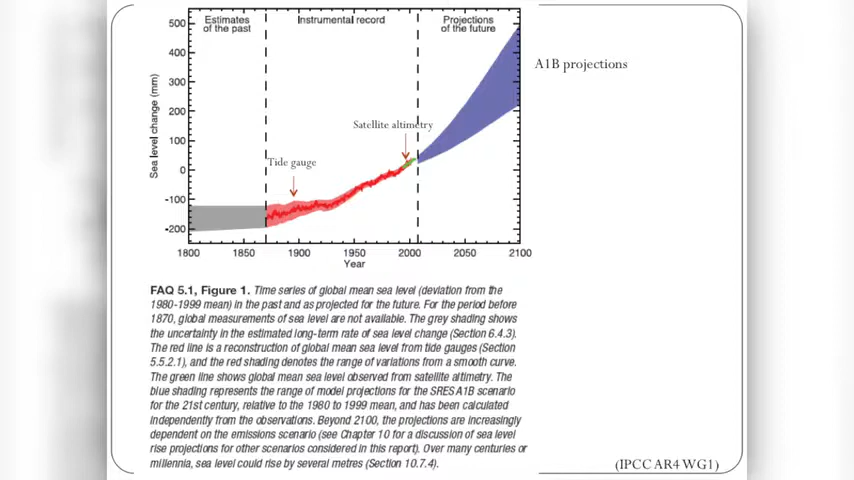 Estimates of the past
Instrumental record
Projections of the future
500
400
300
200
100
0
-100
-200
Sea level change (mm)
A1B projections
Satellite altimetry
Tide gauge
1800 1850 1900 1950 2000 2050 2100
Year
FAQ 5.1, Figure 1. Time series of global mean sea level (deviation from the
1980-1999 mean) in the past and as projected for the future. For the period before
1870, global measurements of sea level are not available. The grey shading shows
the uncertainty in the estimated long-term rate of sea level change (Section 6.4.3).
The red line is a reconstruction of global mean sea level from tide gauges (Section
5.5.2.1), and the red shading denotes the range of variations from a smooth curve.
The green line shows global mean sea level observed from satellite altimetry. The
blue shading represents the range of model projections for the SRES A1B scenario
for the 21st century, relative to the 1980 to 1999 mean, and has been calculated
independently from the observations. Beyond 2100, the projections are increasingly
dependent on the emissions scenario (see Chapter 10 for a discussion of sea level
rise projections for other scenarios considered in this report). Over many centuries or
millennia, sea level could rise by several metres (Section 10.7.4).
(IPCC AR4 WG1)